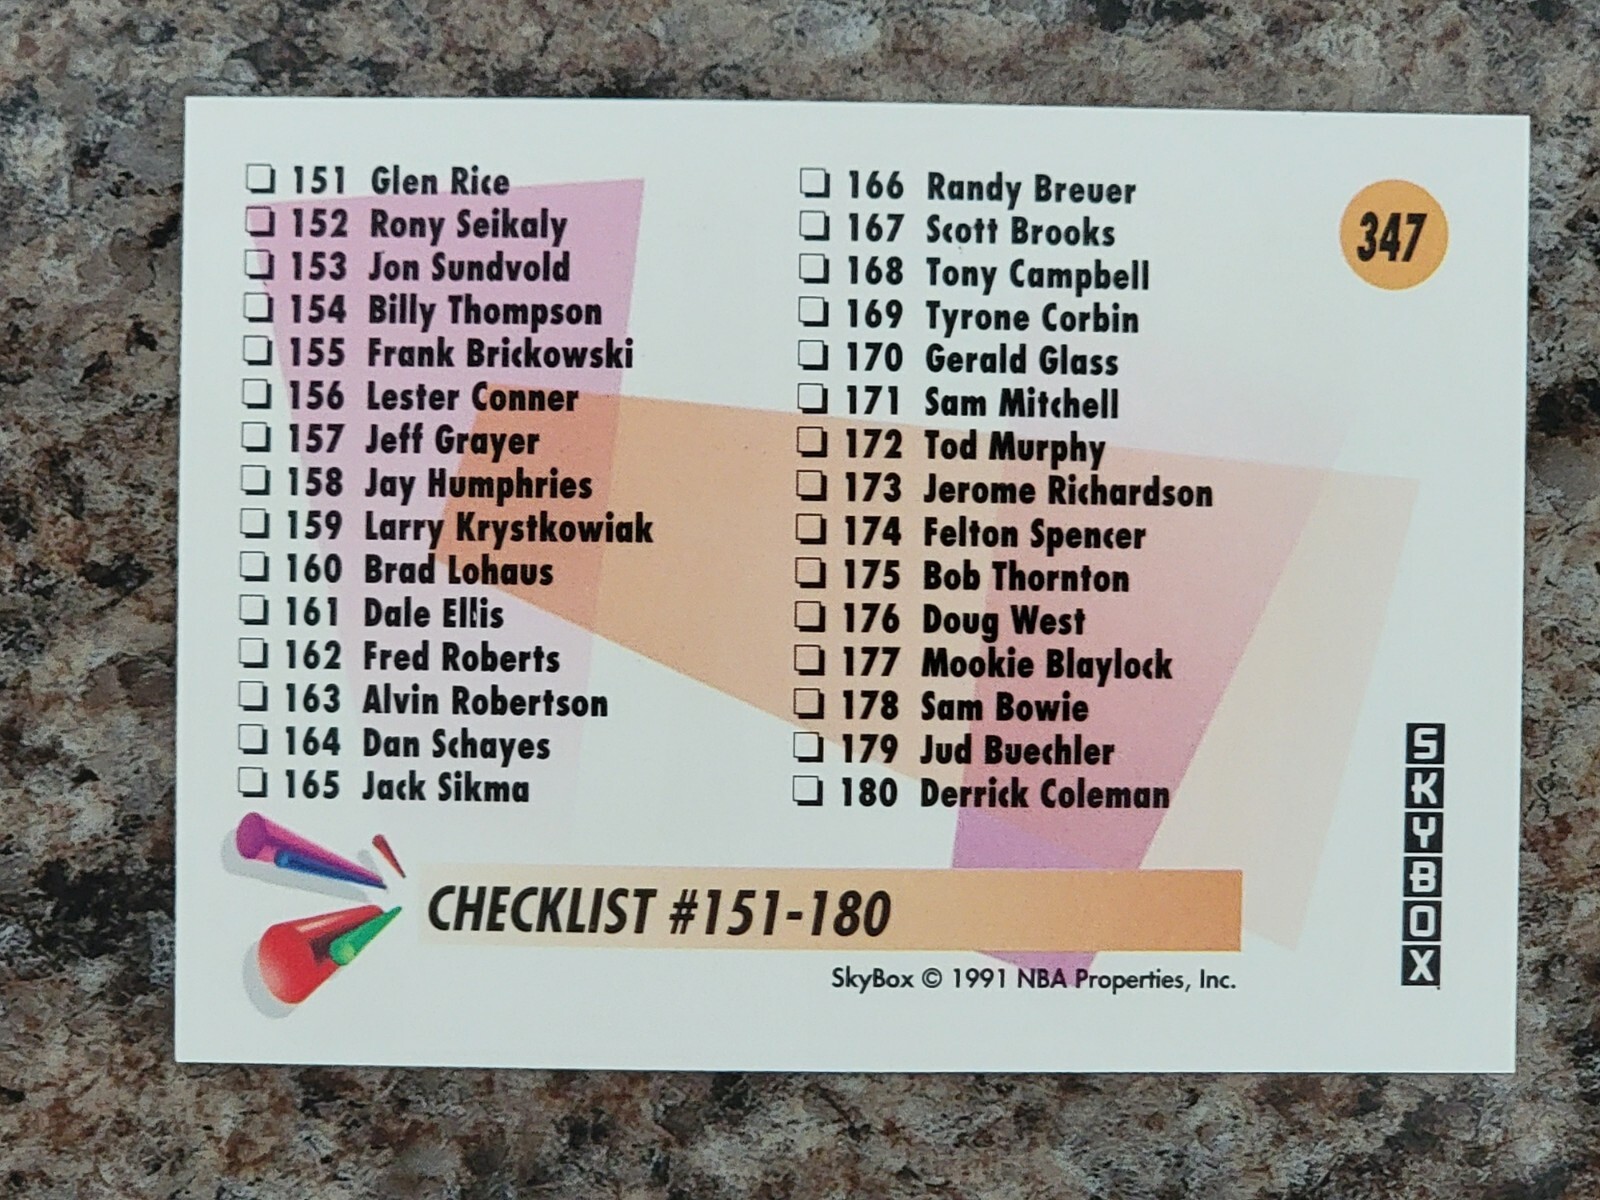 151 Glen Rice
152 Rony Seikaly
153 Jon Sundvold
154 Billy Thompson
155 Frank Brickowski
156 Lester Conner
157 Jeff Grayer
158 Jay Humphries
159 Larry Krystkowiak
160 Brad Lohaus
161 Dale Ellis
162 Fred Roberts
163 Alvin Robertson
164 Dan Schayes
165 Jack Sikma
166 Randy Breuer
167 Scott Brooks
168 Tony Campbell
169 Tyrone Corbin
170 Gerald Glass
171 Sam Mitchell
172 Tod Murphy
173 Jerome Richardson
174 Felton Spencer
175 Bob Thornton
176 Doug West
177 Mookie Blaylock
178 Sam Bowie
179 Jud Buechler
180 Derrick Coleman
347
SKYBOX
CHECKLIST #151-180
SkyBox © 1991 NBA Properties, Inc.